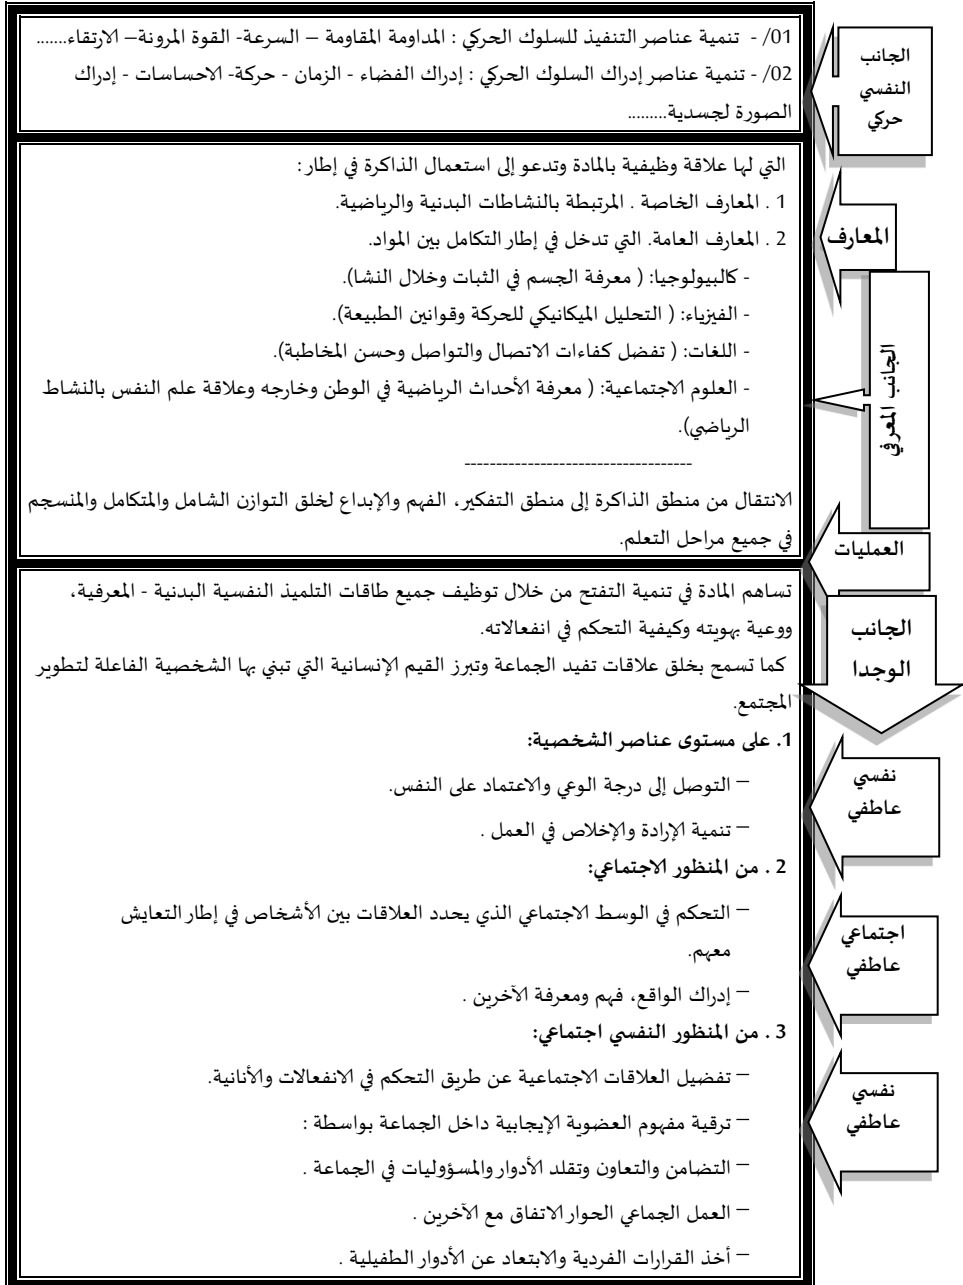 01/ - تنمية عناصر التنفيذ للسلوك الحركي : المداومة المقاومة – السرعة- القوة المرونة– الارتقاء.......
02/ - تنمية عناصر إدراك السلوك الحركي : إدراك الفضاء - الزمان - حركة- الاحساسات - إدراك
الصورة لجسدية.........
الجانب
النفسي
حركي
التي لها علاقة وظيفية بالمادة وتدعو إلى استعمال الذاكرة في إطار :
1 . المعارف الخاصة . المرتبطة بالنشاطات البدنية والرياضية.
2 . المعارف العامة. التي تدخل في إطار التكامل بين المواد.
- كالبيولوجيا: ( معرفة الجسم في الثبات وخلال النشا).
- الفيزياء: ( التحليل الميكانيكي للحركة وقوانين الطبيعة).
- اللغات: ( تفضل كفاءات الاتصال والتواصل وحسن المخاطبة).
- العلوم الاجتماعية: ( معرفة الأحداث الرياضية في الوطن وخارجه وعلاقة علم النفس بالنشاط
الرياضي).
------------------------------------
الانتقال من منطق الذاكرة إلى منطق التفكير، الفهم والإبداع لخلق التوازن الشامل والمتكامل والمنسجم
في جميع مراحل التعلم.
المعارف
الجانب المعرفي
العمليات
تساهم المادة في تنمية التفتح من خلال توظيف جميع طاقات التلميذ النفسية البدنية - المعرفية،
ووعية بهويته وكيفية التحكم في انفعالاته.
كما تسمح بخلق علاقات تفيد الجماعة وتبرز القيم الإنسانية التي تبني بها الشخصية الفاعلة لتطوير
المجتمع.
1. على مستوى عناصر الشخصية:
– التوصل إلى درجة الوعي والاعتماد على النفس.
– تنمية الإرادة والإخلاص في العمل .
2 . من المنظور الاجتماعي:
– التحكم في الوسط الاجتماعي الذي يحدد العلاقات بين الأشخاص في إطار التعايش
معهم.
– إدراك الواقع، فهم ومعرفة الآخرين .
3 . من المنظور النفسي اجتماعي:
– تفضيل العلاقات الاجتماعية عن طريق التحكم في الانفعالات والأنانية.
– ترقية مفهوم العضوية الإيجابية داخل الجماعة بواسطة :
– التضامن والتعاون وتقلد الأدوار والمسؤوليات في الجماعة .
– العمل الجماعي الحوار الاتفاق مع الآخرين .
– أخذ القرارات الفردية والابتعاد عن الأدوار الطفيلية .
الجانب
الوجدا
نفسي
عاطفي
اجتماعي
عاطفي
نفسي
عاطفي